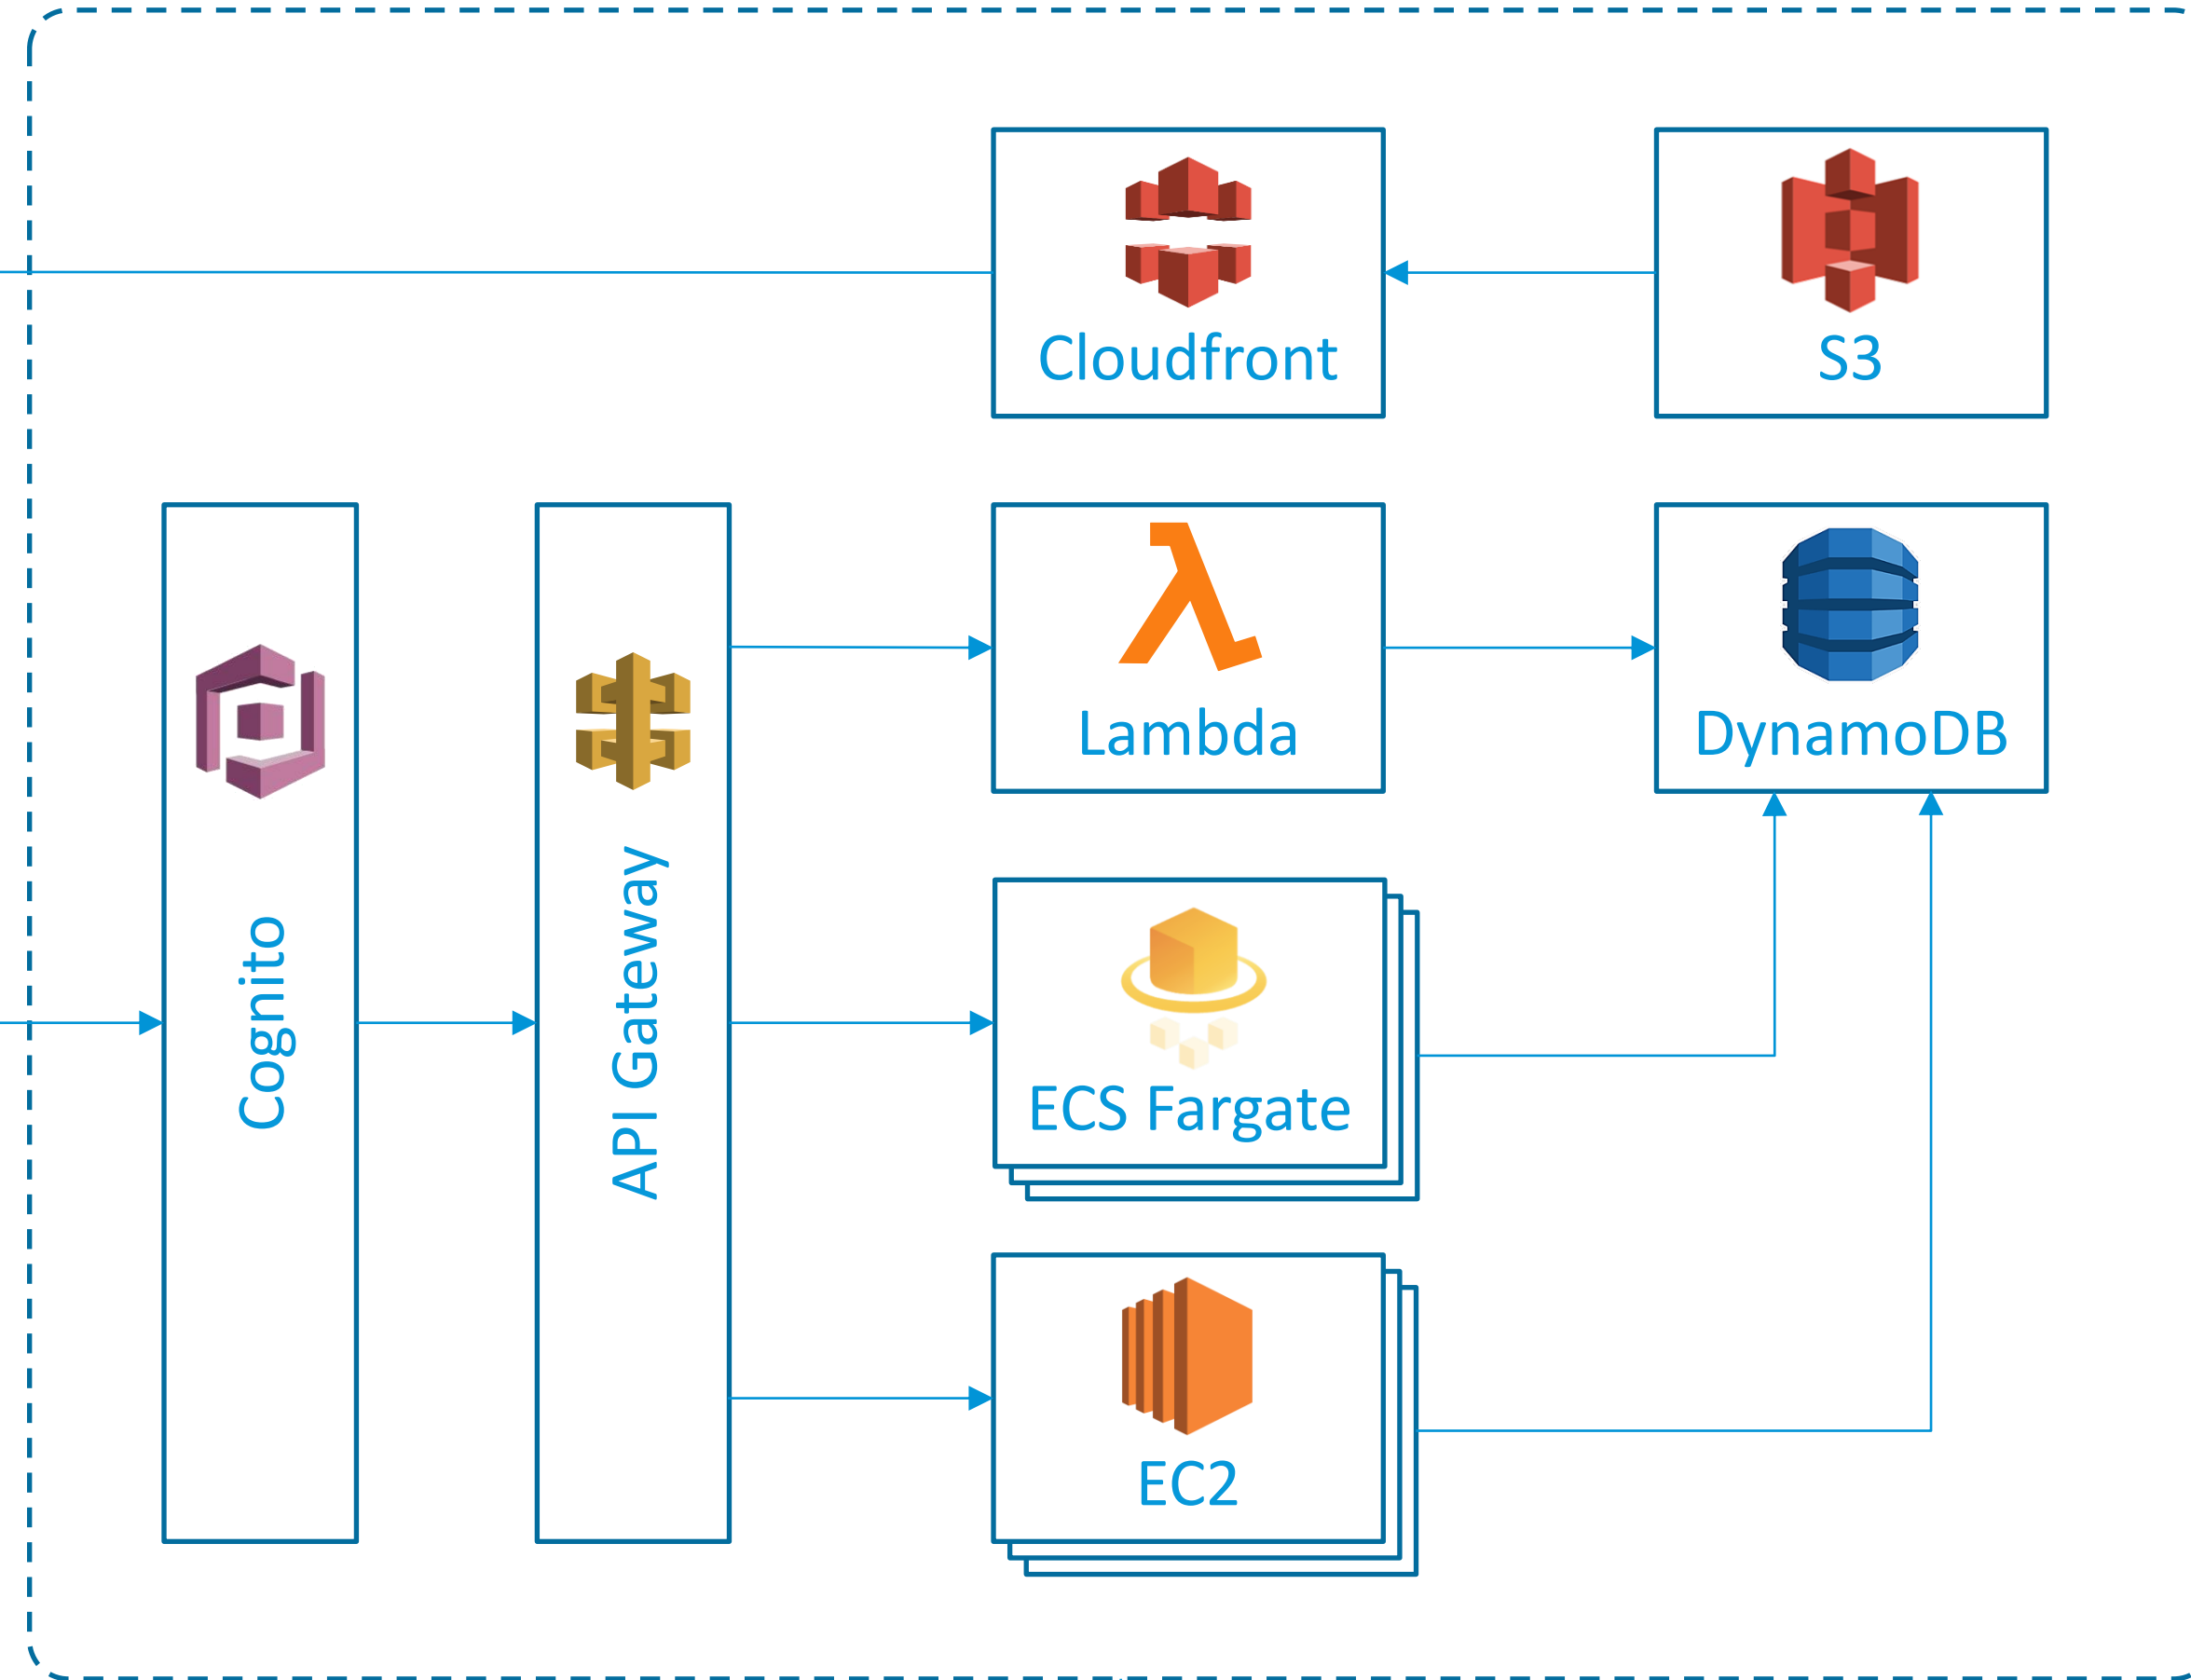 Cloudfront
S3
Cognito
API Gateway
Lambda
DynamoDB
ECS Fargate
EC2